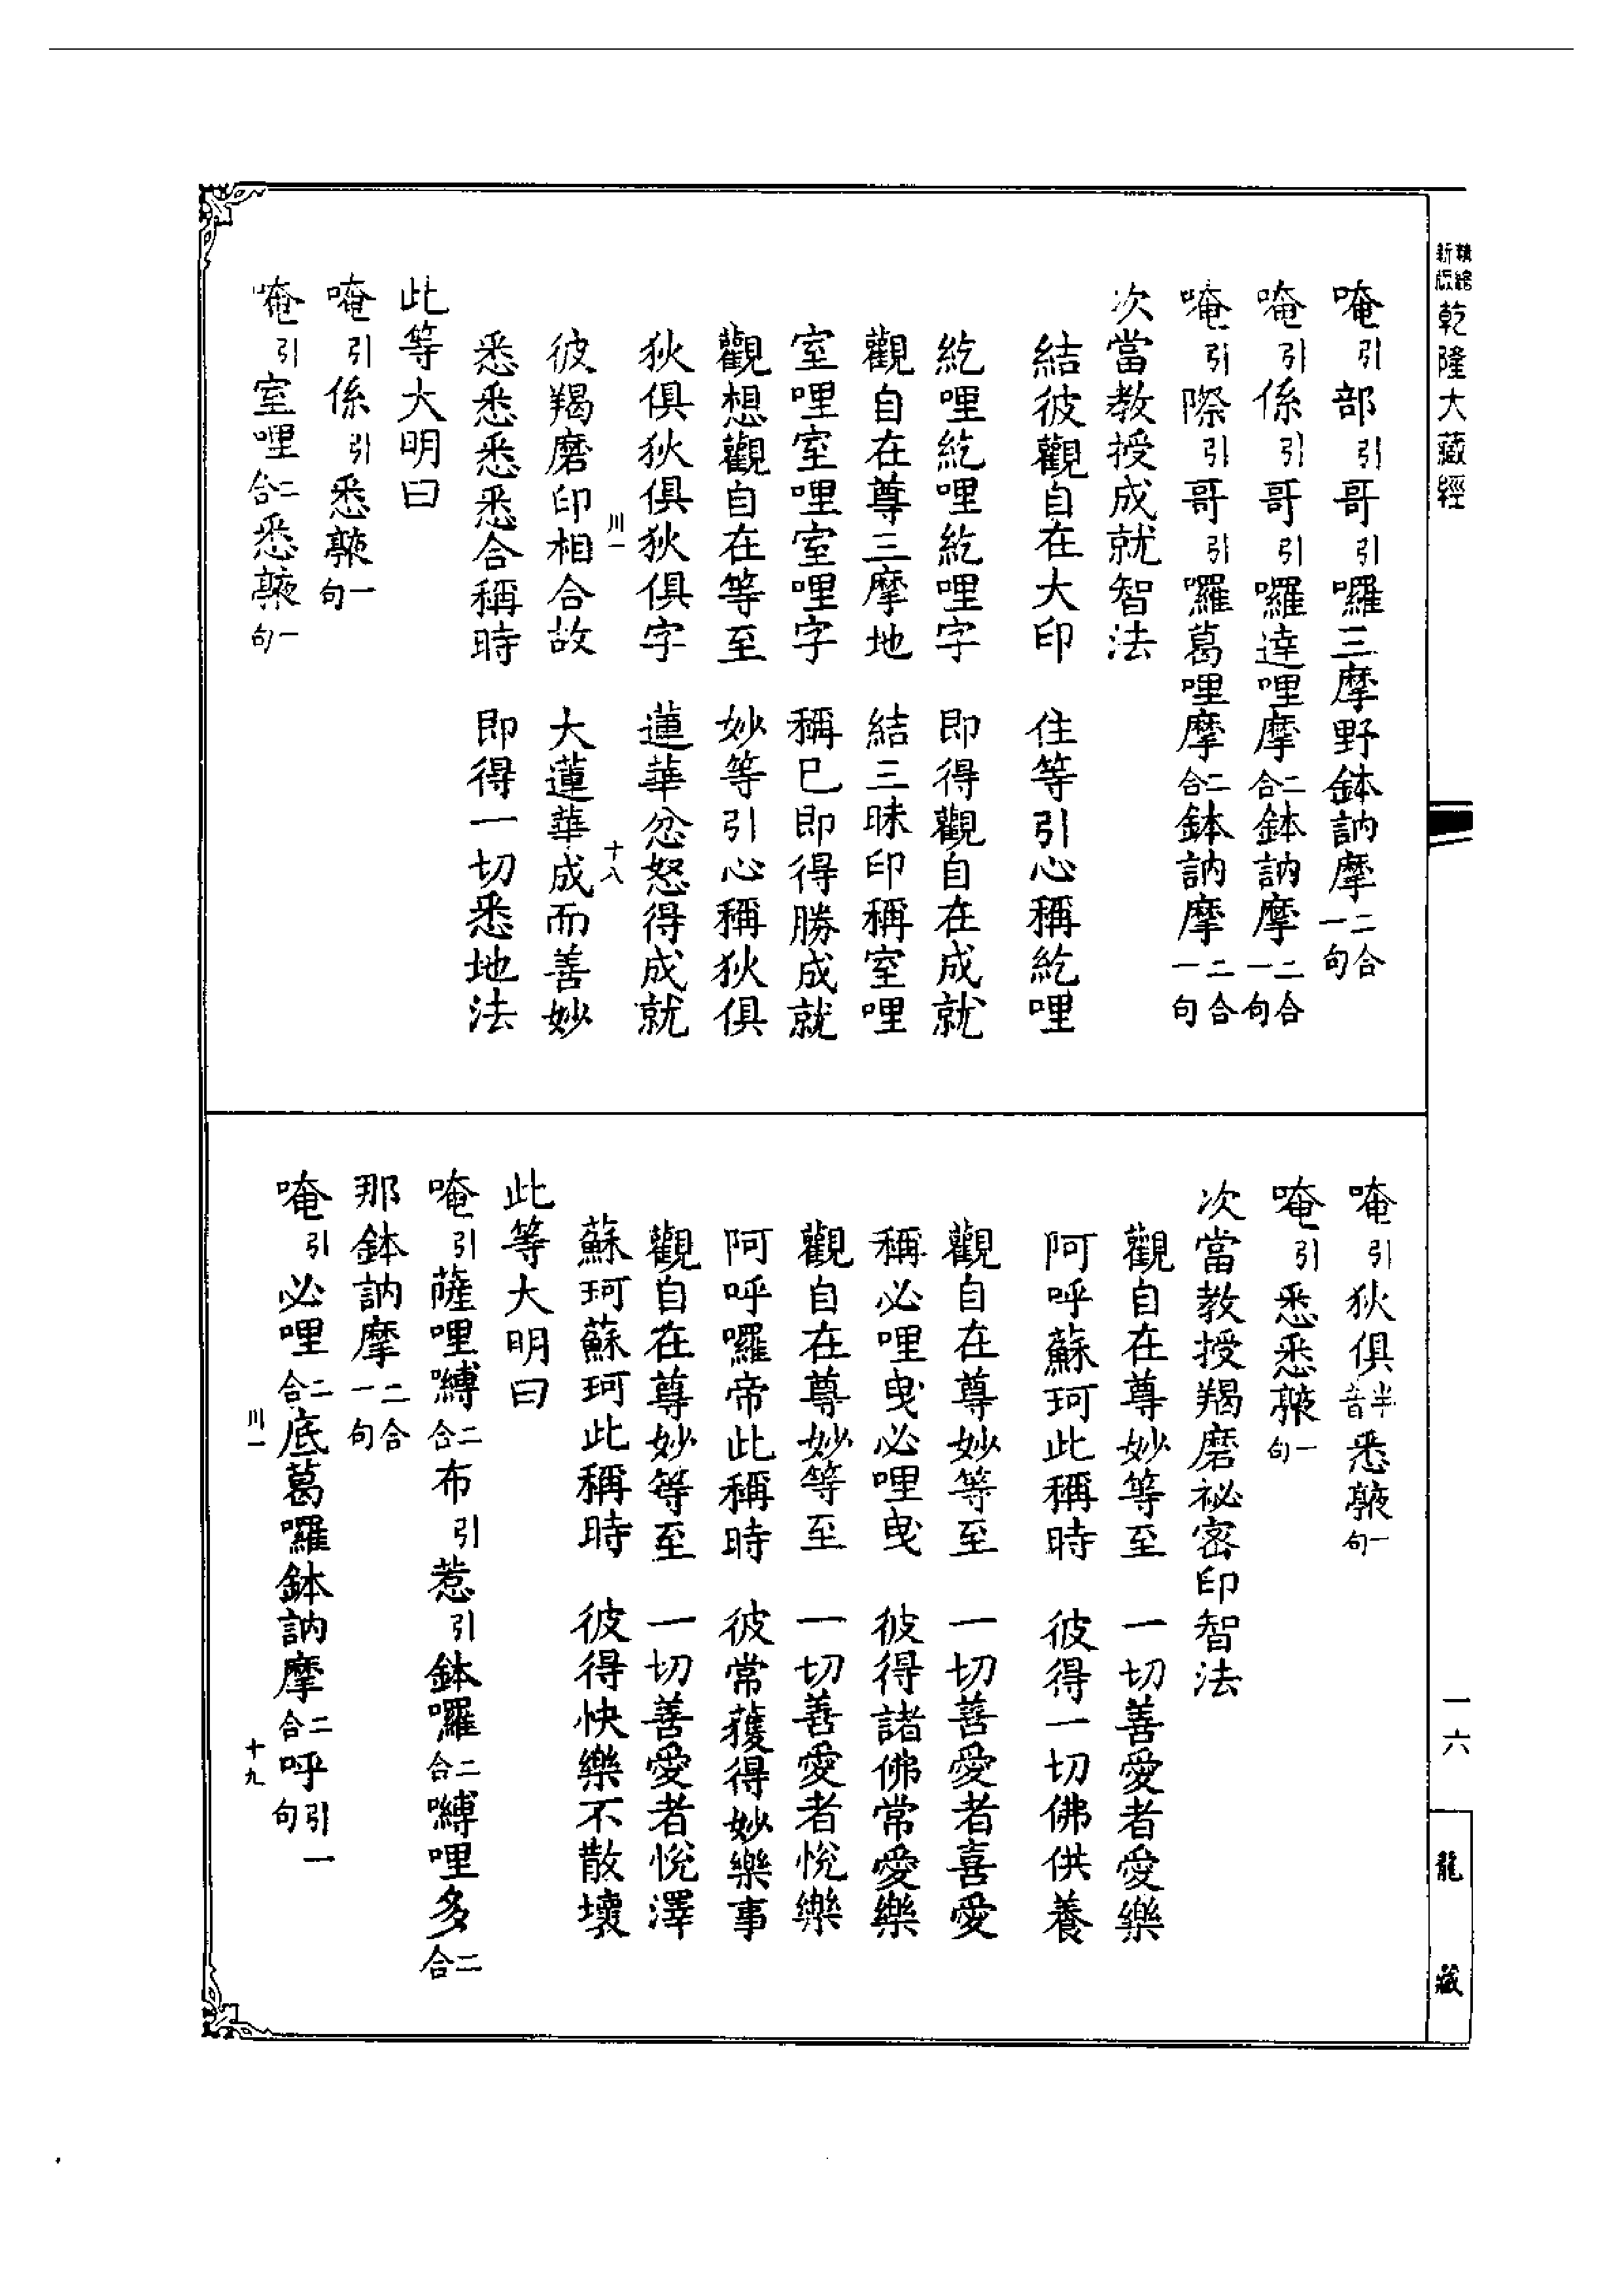 新版
乾隆大藏經
唵引部引哥引囉三摩野鉢訥摩二合一句
唵引係引哥引囉達哩摩二合鉢訥摩二合一句
唵引際引哥引囉葛哩摩二合鉢訥摩二合一句
次當教授成就智法
結彼觀自在大印　住等引心稱紇哩
紇哩紇哩紇哩字　即得觀自在成就
觀自在尊三摩地　結三昧印稱室哩
室哩室哩室哩字　稱已即得勝成就
觀想觀自在等至　妙等引心稱狄俱
狄俱狄俱狄俱字　蓮華忿怒得成就
川一　十八
彼羯磨印相合故　大蓮華成而善妙
悉悉悉悉合稱時　即得一切悉地法
此等大明曰
唵引係引悉𪗾一句
唵引室哩二合悉𪗾一句
唵引狄俱半音悉𪗾一句
唵引悉悉𪗾一句
次當教授羯磨祕密印智法
觀自在尊妙等至　一切善愛者愛樂
阿呼蘇珂此稱時　彼得一切佛供養
觀自在尊妙等至　一切善愛者喜愛
稱必哩曳必哩曳　彼得諸佛常愛樂
觀自在尊妙等至　一切善愛者悅樂
阿呼囉帝此稱時　彼常獲得妙樂事
觀自在尊妙等至　一切善愛者悅澤
蘇珂蘇珂此稱時　彼得快樂不散壞
此等大明曰
唵引薩哩嚩二合布引惹引鉢囉二合嚩哩多二合
那鉢訥摩二合一句
唵引必哩二合底葛囉鉢訥摩二合呼引一句
川一　十九
一六
龍藏